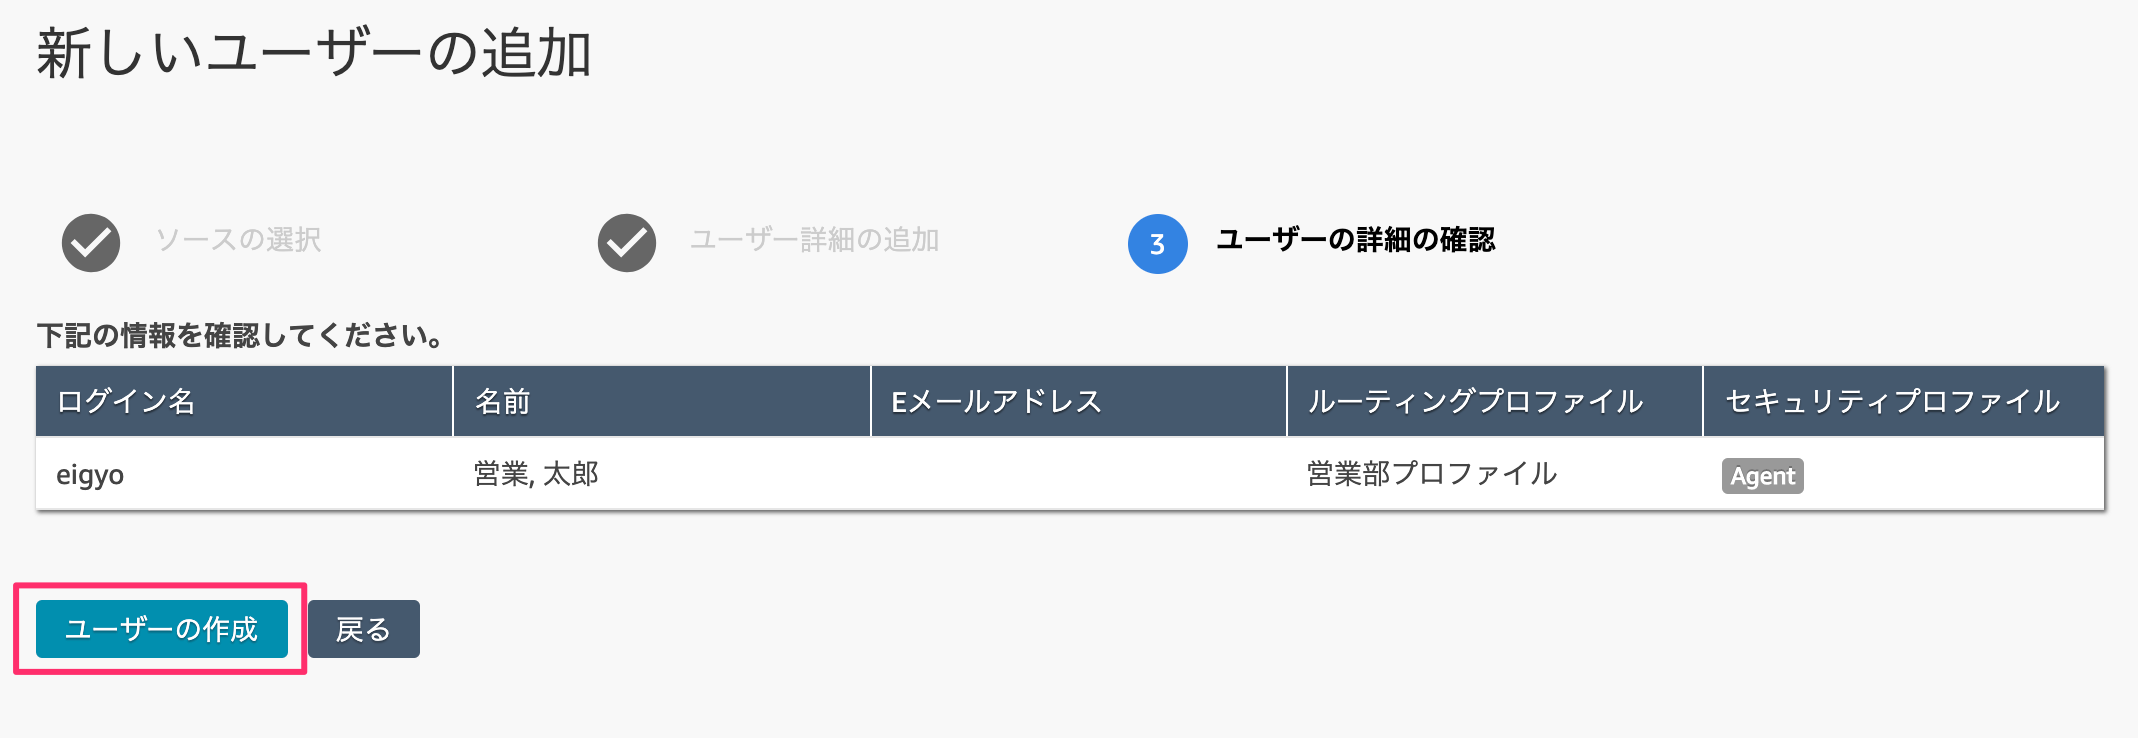 新しいユーザーの追加
ソースの選択 ユーザー詳細の追加 3 ユーザーの詳細の確認
下記の情報を確認してください。
ログイン名 名前 Eメールアドレス ルーティングプロファイル セキュリティプロファイル
eigyo 営業, 太郎 営業部プロファイル Agent
ユーザーの作成 戻る